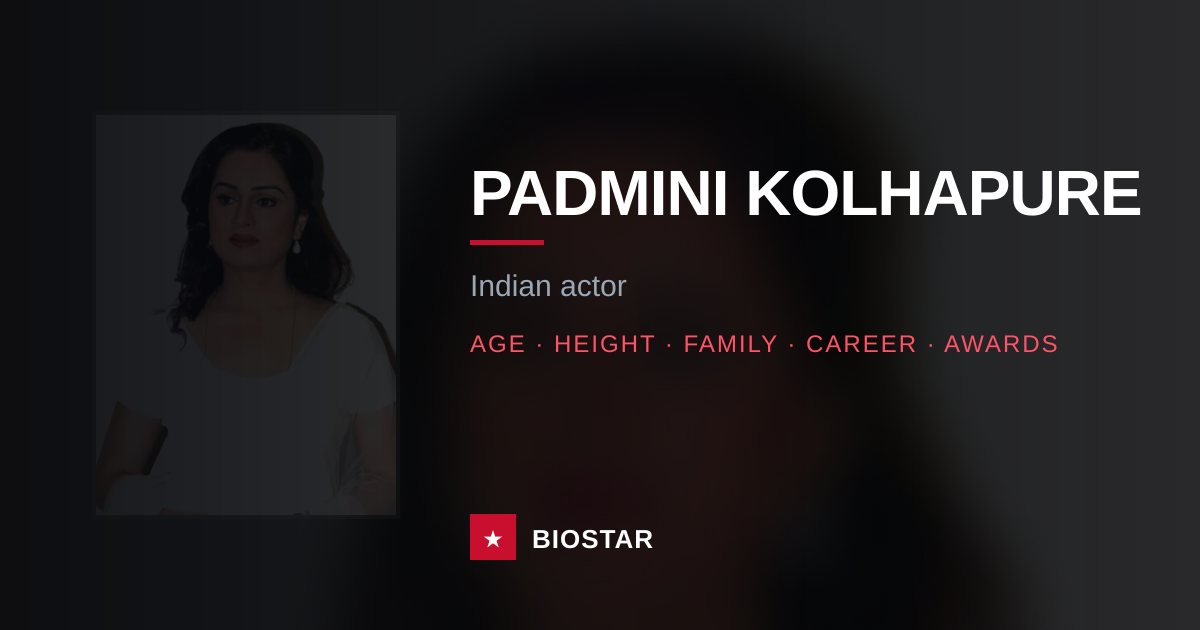 PADMINI KOLHAPURE
Indian actor
AGE · HEIGHT · FAMILY · CAREER · AWARDS
★ BIOSTAR